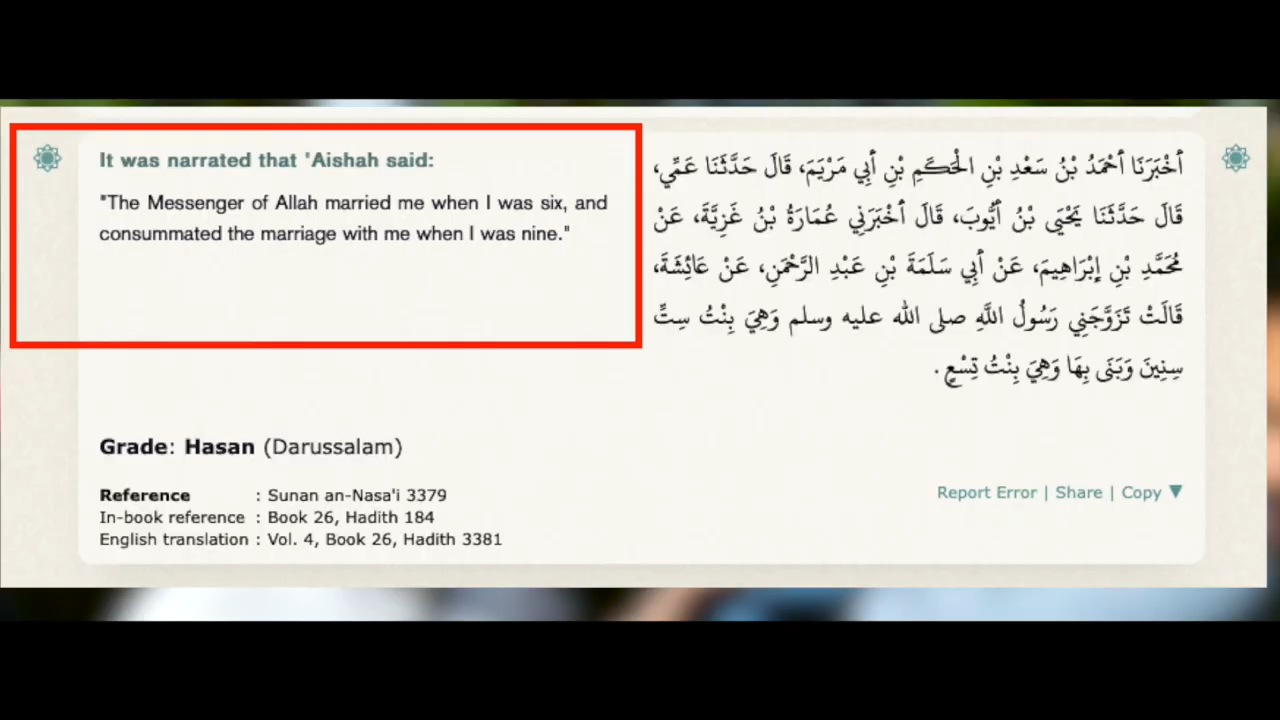 It was narrated that 'Aishah said:
"The Messenger of Allah married me when I was six, and
consummated the marriage with me when I was nine."
أَخْبَرَنَا أَحْمَدُ بْنُ سَعْدِ بْنِ الْحَكَمِ بْنِ أَبِي مَرْيَمَ، قَالَ حَدَّثَنَا عَمِّي،
قَالَ حَدَّثَنَا يَحْيَى بْنُ أَيُّوبَ، قَالَ أَخْبَرَنِي عُمَارَةُ بْنُ غَزِيَّةَ، عَنْ
مُحَمَّدِ بْنِ إِبْرَاهِيمَ، عَنْ أَبِي سَلَمَةَ بْنِ عَبْدِ الرَّحْمَنِ، عَنْ عَائِشَةَ،
قَالَتْ تَزَوَّجَنِي رَسُولُ اللَّهِ صلى الله عليه وسلم وَهِيَ بِنْتُ سِتِّ
سِنِينَ وَبَنَى بِهَا وَهِيَ بِنْتُ تِسْعٍ .
Grade: Hasan (Darussalam)
Reference : Sunan an-Nasa'i 3379
In-book reference : Book 26, Hadith 184
English translation : Vol. 4, Book 26, Hadith 3381
Report Error | Share | Copy ▼